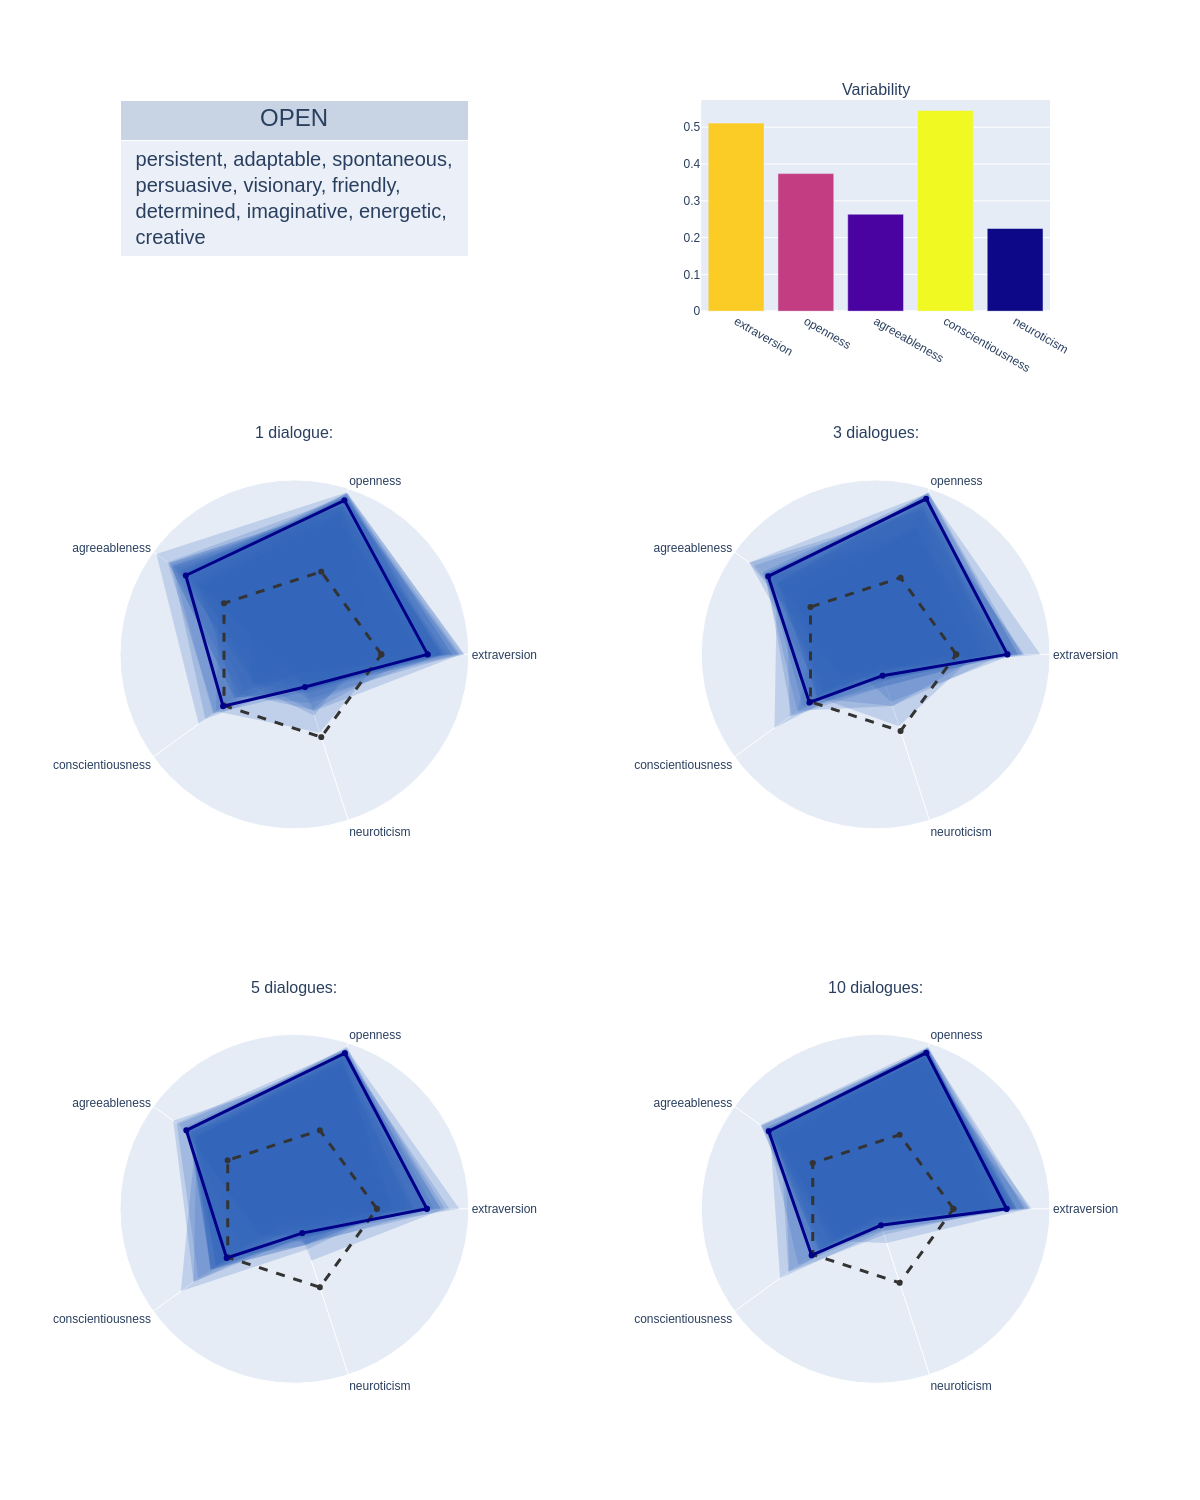 OPEN
persistent, adaptable, spontaneous,
persuasive, visionary, friendly,
determined, imaginative, energetic,
creative
Variability
0.5
0.4
0.3
0.2
0.1
0
extraversion
openness
agreeableness
conscientiousness
neuroticism
1 dialogue:
openness
agreeableness
extraversion
conscientiousness
neuroticism
3 dialogues:
openness
agreeableness
extraversion
conscientiousness
neuroticism
5 dialogues:
openness
agreeableness
extraversion
conscientiousness
neuroticism
10 dialogues:
openness
agreeableness
extraversion
conscientiousness
neuroticism